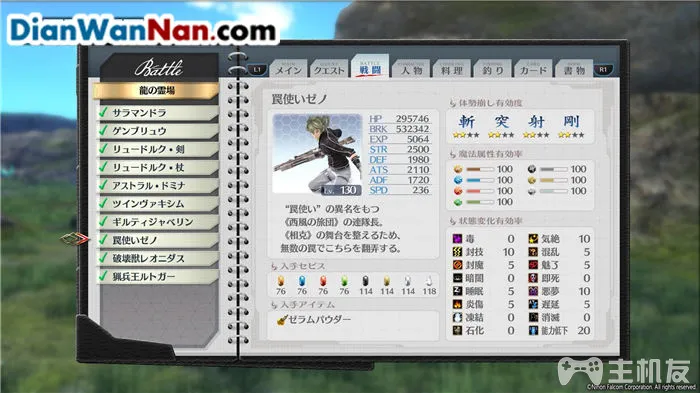 DianWanNan.Com
Battle
龍の霊場
サラマンドラ
ゲンブリュウ
リュードルク・剣
リュードルク・杖
アストラル・ドミナ
ツインヴァキシム
ギルティジャベリン
罠使いゼノ
破壊獣レオニダス
猟兵王ルトガー
L1 メイン クエスト 戦闘 人物 料理 釣り カード 書物 R1
罠使いゼノ
HP 295746
BRK 532342
EXP 5064
STR 2500
DEF 1980
ATS 2110
ADF 1720
SPD 236
Lv. 130
“罠使い”の異名をもつ
《西風の旅団》の連隊長。
《相克》の舞台を整えるため、
無数の罠でこちらを翻弄する。
入手セピス
76 76 76 76 114 114 114 118
入手アイテム
ゼラムパウダー
体勢崩し有効度
斬 突 射 剛
魔法属性有効率
100 100
100 100
100 100
100
状態変化有効率
毒 0 気絶 10
封技 10 混乱 5
封魔 5 魅了 5
暗闇 0 即死 0
睡眠 5 悪夢 10
炎傷 5 遅延 5
凍結 0 消滅 0
石化 0 能力低下 20
主机友
©Nihon Falcom Corporation. All rights reserved.